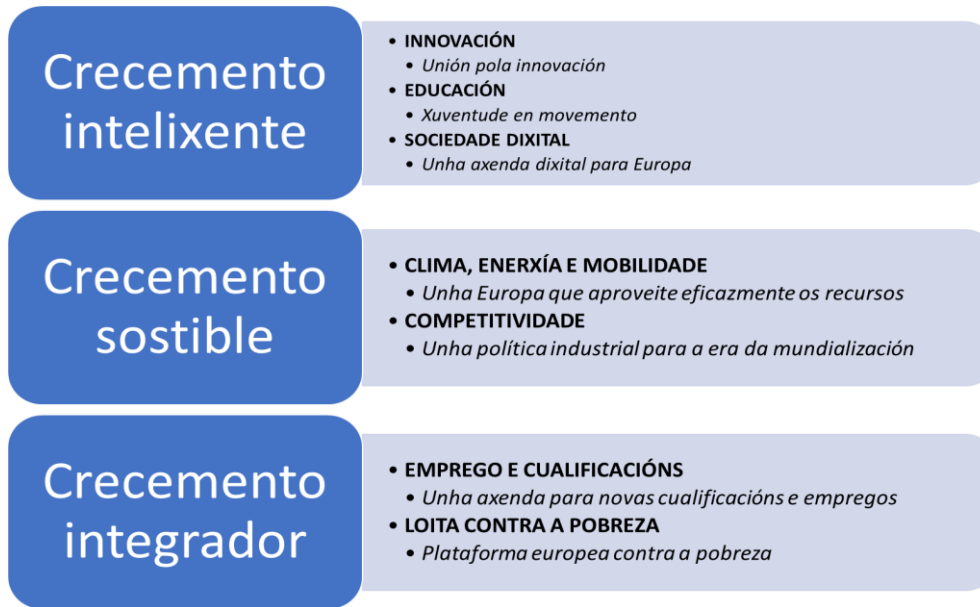 Crecemento
intelixente
• INNOVACIÓN
• Unión pola innovación
• EDUCACIÓN
• Xuventude en movemento
• SOCIEDADE DIXITAL
• Unha axenda dixital para Europa
Crecemento
sostible
• CLIMA, ENERXÍA E MOBILIDADE
• Unha Europa que aproveite eficazmente os recursos
• COMPETITIVIDADE
• Unha política industrial para a era da mundialización
Crecemento
integrador
• EMPREGO E CUALIFICACIÓNS
• Unha axenda para novas cualificacións e empregos
• LOITA CONTRA A POBREZA
• Plataforma europea contra a pobreza